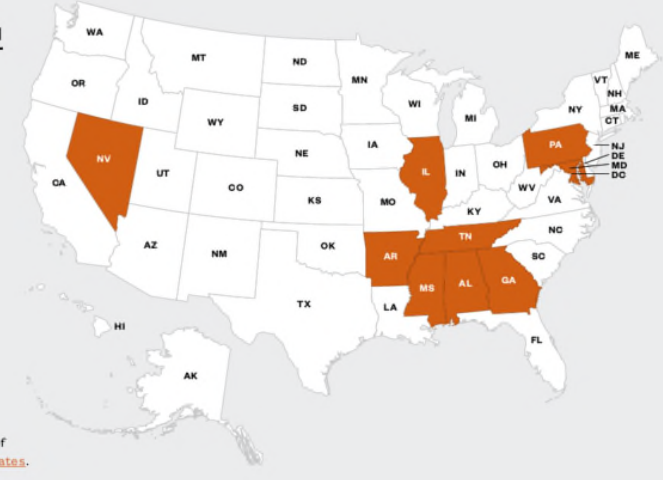 WA
MT
ND
MN
ME
OR
ID
SD
WI
MI
VT
NH
NY
MA
CT
WY
NV
NE
IA
IL
IN
OH
PA
NJ
DE
MD
DC
CA
UT
CO
KS
MO
KY
WV
VA
AZ
NM
OK
AR
TN
NC
SC
TX
LA
MS
AL
GA
FL
HI
AK
f
ates.